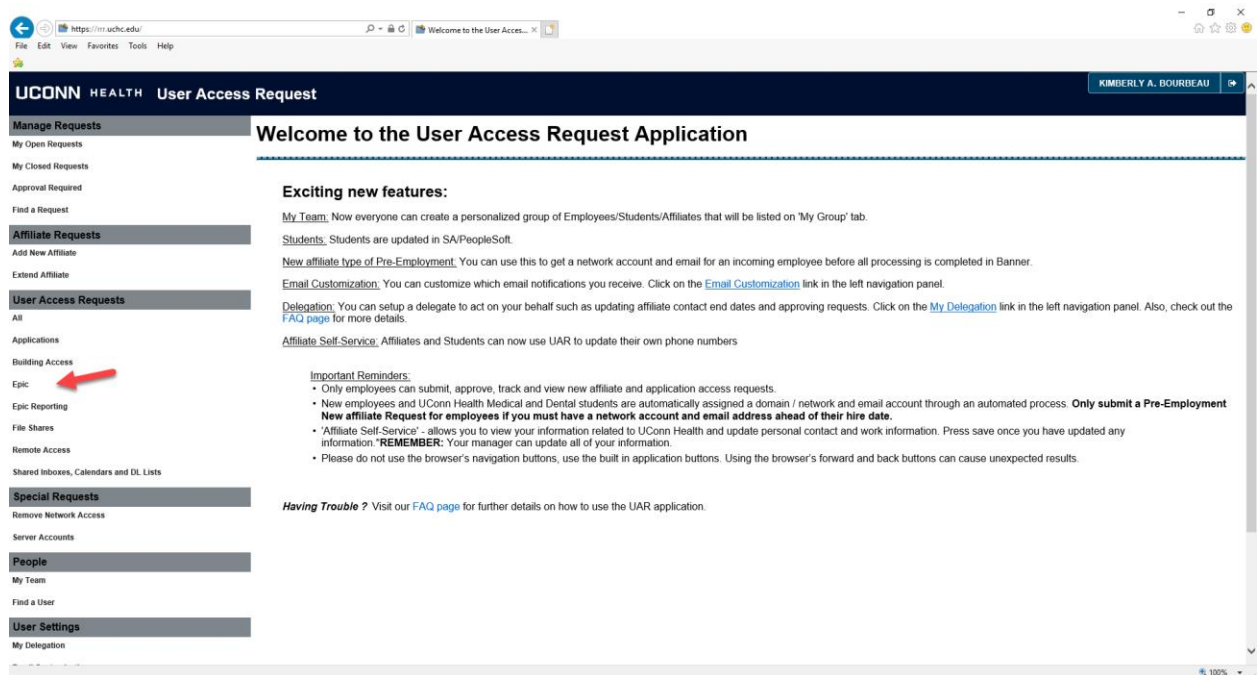 https://rr.uchc.edu/
Welcome to the User Acces...
File Edit View Favorites Tools Help
UCONN HEALTH User Access Request
KIMBERLY A. BOURBEAU
Manage Requests
My Open Requests
My Closed Requests
Approval Required
Find a Request
Affiliate Requests
Add New Affiliate
Extend Affiliate
User Access Requests
All
Applications
Building Access
Epic
Epic Reporting
File Shares
Remote Access
Shared Inboxes, Calendars and DL Lists
Special Requests
Remove Network Access
Server Accounts
People
My Team
Find a User
User Settings
My Delegation
Welcome to the User Access Request Application
Exciting new features:
My Team: Now everyone can create a personalized group of Employees/Students/Affiliates that will be listed on 'My Group' tab.
Students: Students are updated in SA/PeopleSoft.
New affiliate type of Pre-Employment: You can use this to get a network account and email for an incoming employee before all processing is completed in Banner.
Email Customization: You can customize which email notifications you receive. Click on the Email Customization link in the left navigation panel.
Delegation: You can setup a delegate to act on your behalf such as updating affiliate contact end dates and approving requests. Click on the My Delegation link in the left navigation panel. Also, check out the
FAQ page for more details.
Affiliate Self-Service: Affiliates and Students can now use UAR to update their own phone numbers
Important Reminders:
• Only employees can submit, approve, track and view new affiliate and application access requests.
• New employees and UConn Health Medical and Dental students are automatically assigned a domain / network and email account through an automated process. Only submit a Pre-Employment
New affiliate Request for employees if you must have a network account and email address ahead of their hire date.
• 'Affiliate Self-Service' - allows you to view your information related to UConn Health and update personal contact and work information. Press save once you have updated any
information.*REMEMBER: Your manager can update all of your information.
• Please do not use the browser's navigation buttons, use the built in application buttons. Using the browser's forward and back buttons can cause unexpected results.
Having Trouble ? Visit our FAQ page for further details on how to use the UAR application.
100%